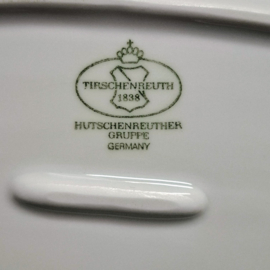 TIRSCHENREUTH
1838
HUTSCHENREUTHER
GRUPPE
GERMANY